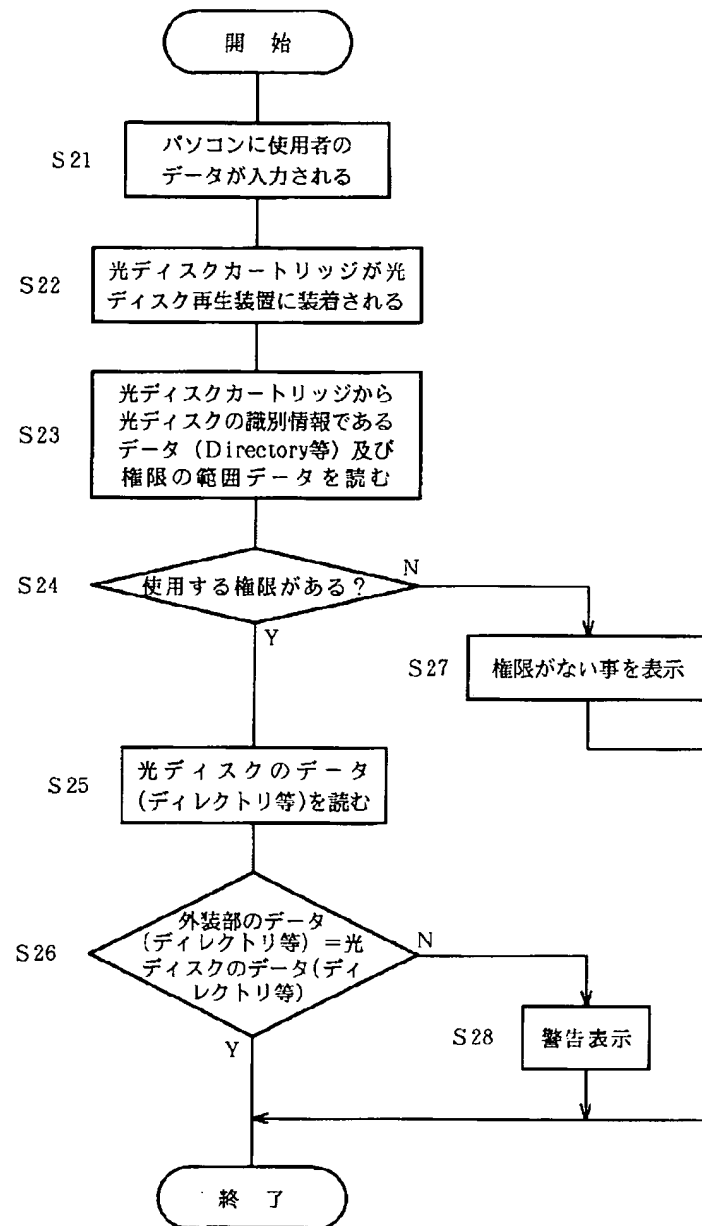 開 始
S21
パソコンに使用者の
データが入力される
S22
光ディスクカートリッジが光
ディスク再生装置に装着される
S23
光ディスクカートリッジから
光ディスクの識別情報である
データ(Directory等)及び
権限の範囲データを読む
S24
使用する権限がある?
N
Y
S27
権限がない事を表示
S25
光ディスクのデータ
(ディレクトリ等)を読む
S26
外装部のデータ
(ディレクトリ等)=光
ディスクのデータ(ディ
レクトリ等)
N
Y
S28
警告表示
終 了